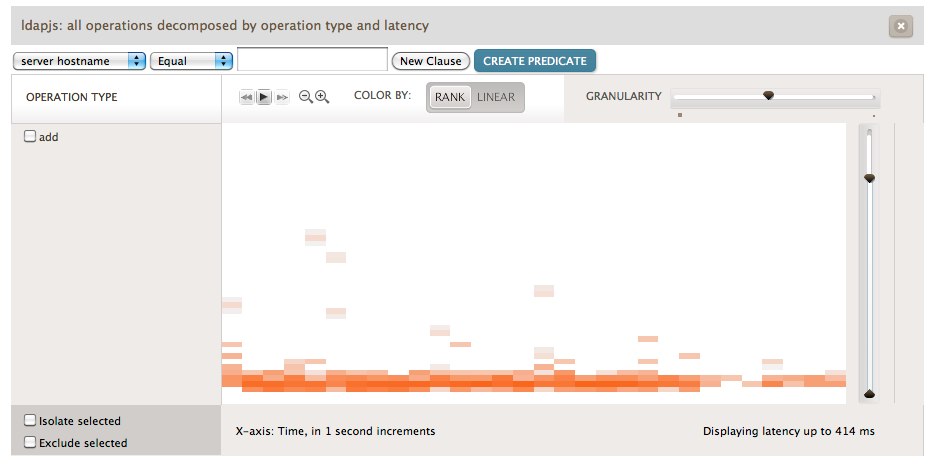 ldapjs: all operations decomposed by operation type and latency
server hostname Equal New Clause CREATE PREDICATE
OPERATION TYPE COLOR BY: RANK LINEAR GRANULARITY
add
Isolate selected
X-axis: Time, in 1 second increments Displaying latency up to 414 ms
Exclude selected